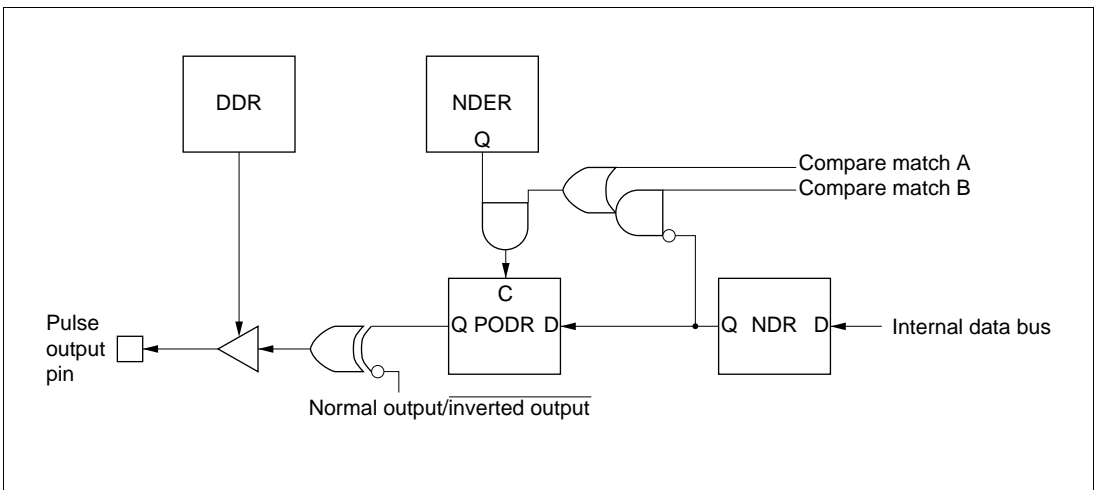 DDR
NDER
Q
Compare match A
Compare match B
C
Q PODR D
Q NDR D
Internal data bus
Pulse
output
pin
Normal output/inverted output